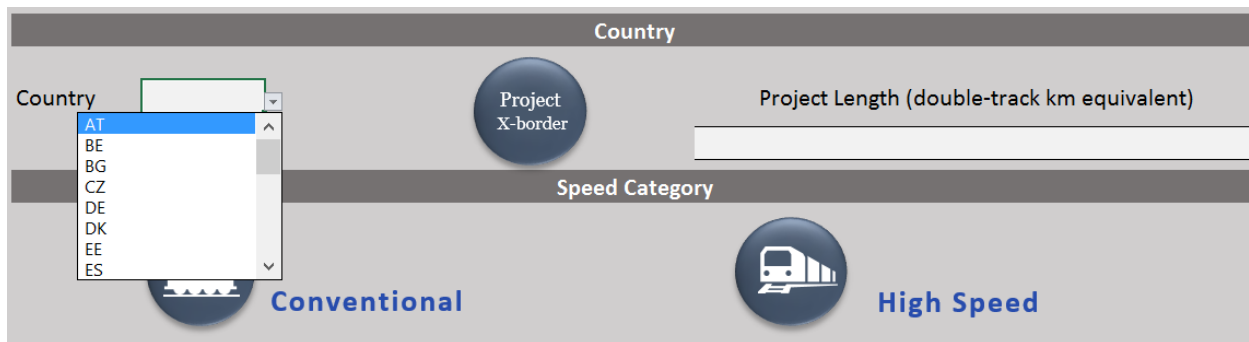 Country
Country
Project
X-border
Project Length (double-track km equivalent)
AT
BE
BG
CZ
DE
DK
EE
ES
Speed Category
Conventional
High Speed